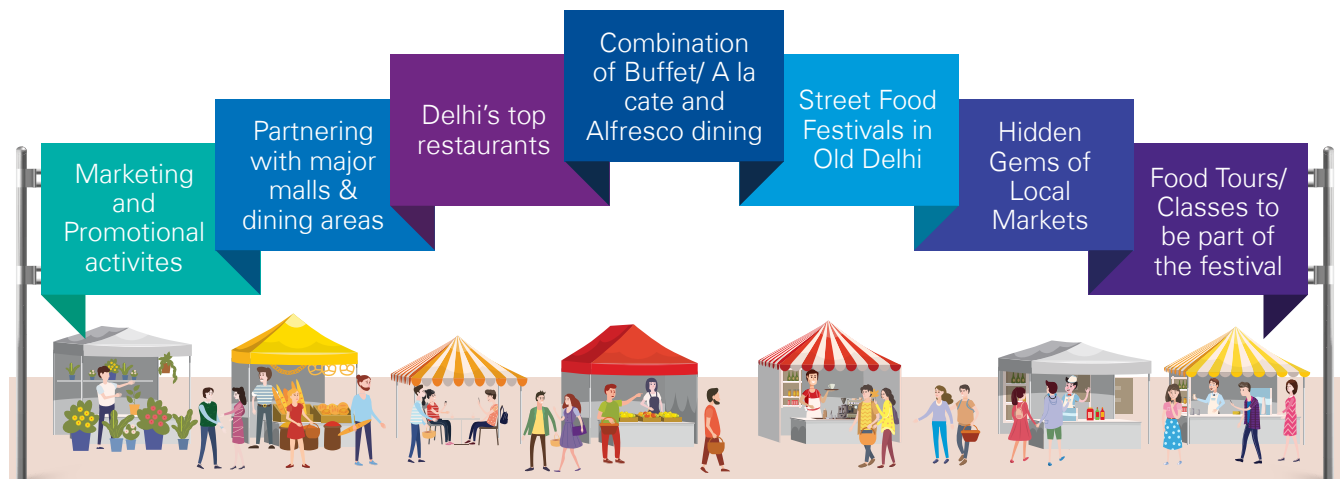 Marketing
and
Promotional
activites
Partnering
with major
malls &
dining areas
Delhi's top
restaurants
Combination
of Buffet/ A la
cate and
Alfresco dining
Street Food
Festivals in
Old Delhi
Hidden
Gems of
Local
Markets
Food Tours/
Classes to
be part of
the festival